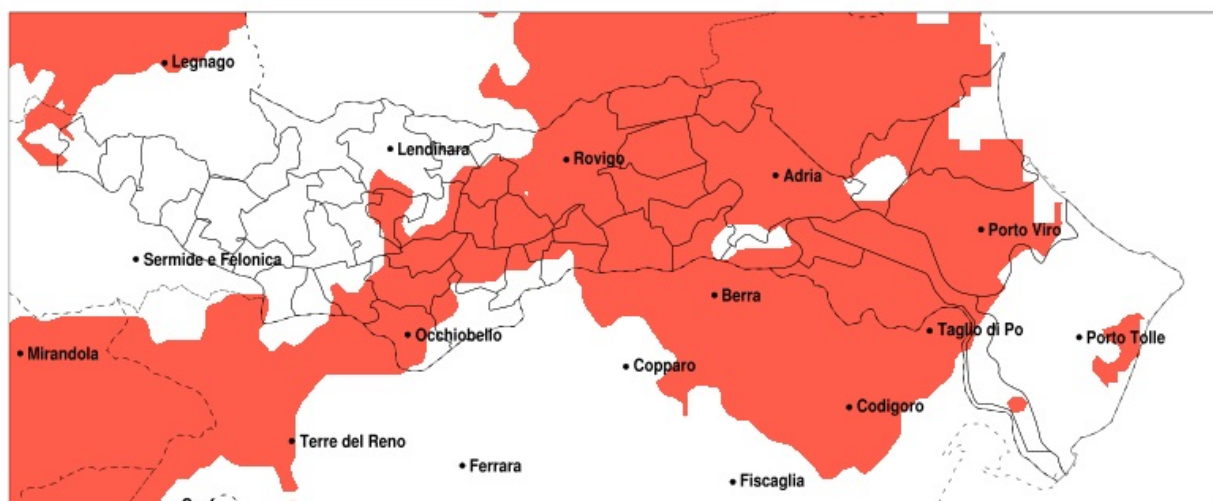 Legnago
Lendinara
Rovigo
Adria
Porto Viro
Sermide e Felonica
Berra
Taglio di Po
Porto Tolle
Occhiobello
Mirandola
Copparo
Codigoro
Terre del Reno
Ferrara
Fiscaglia